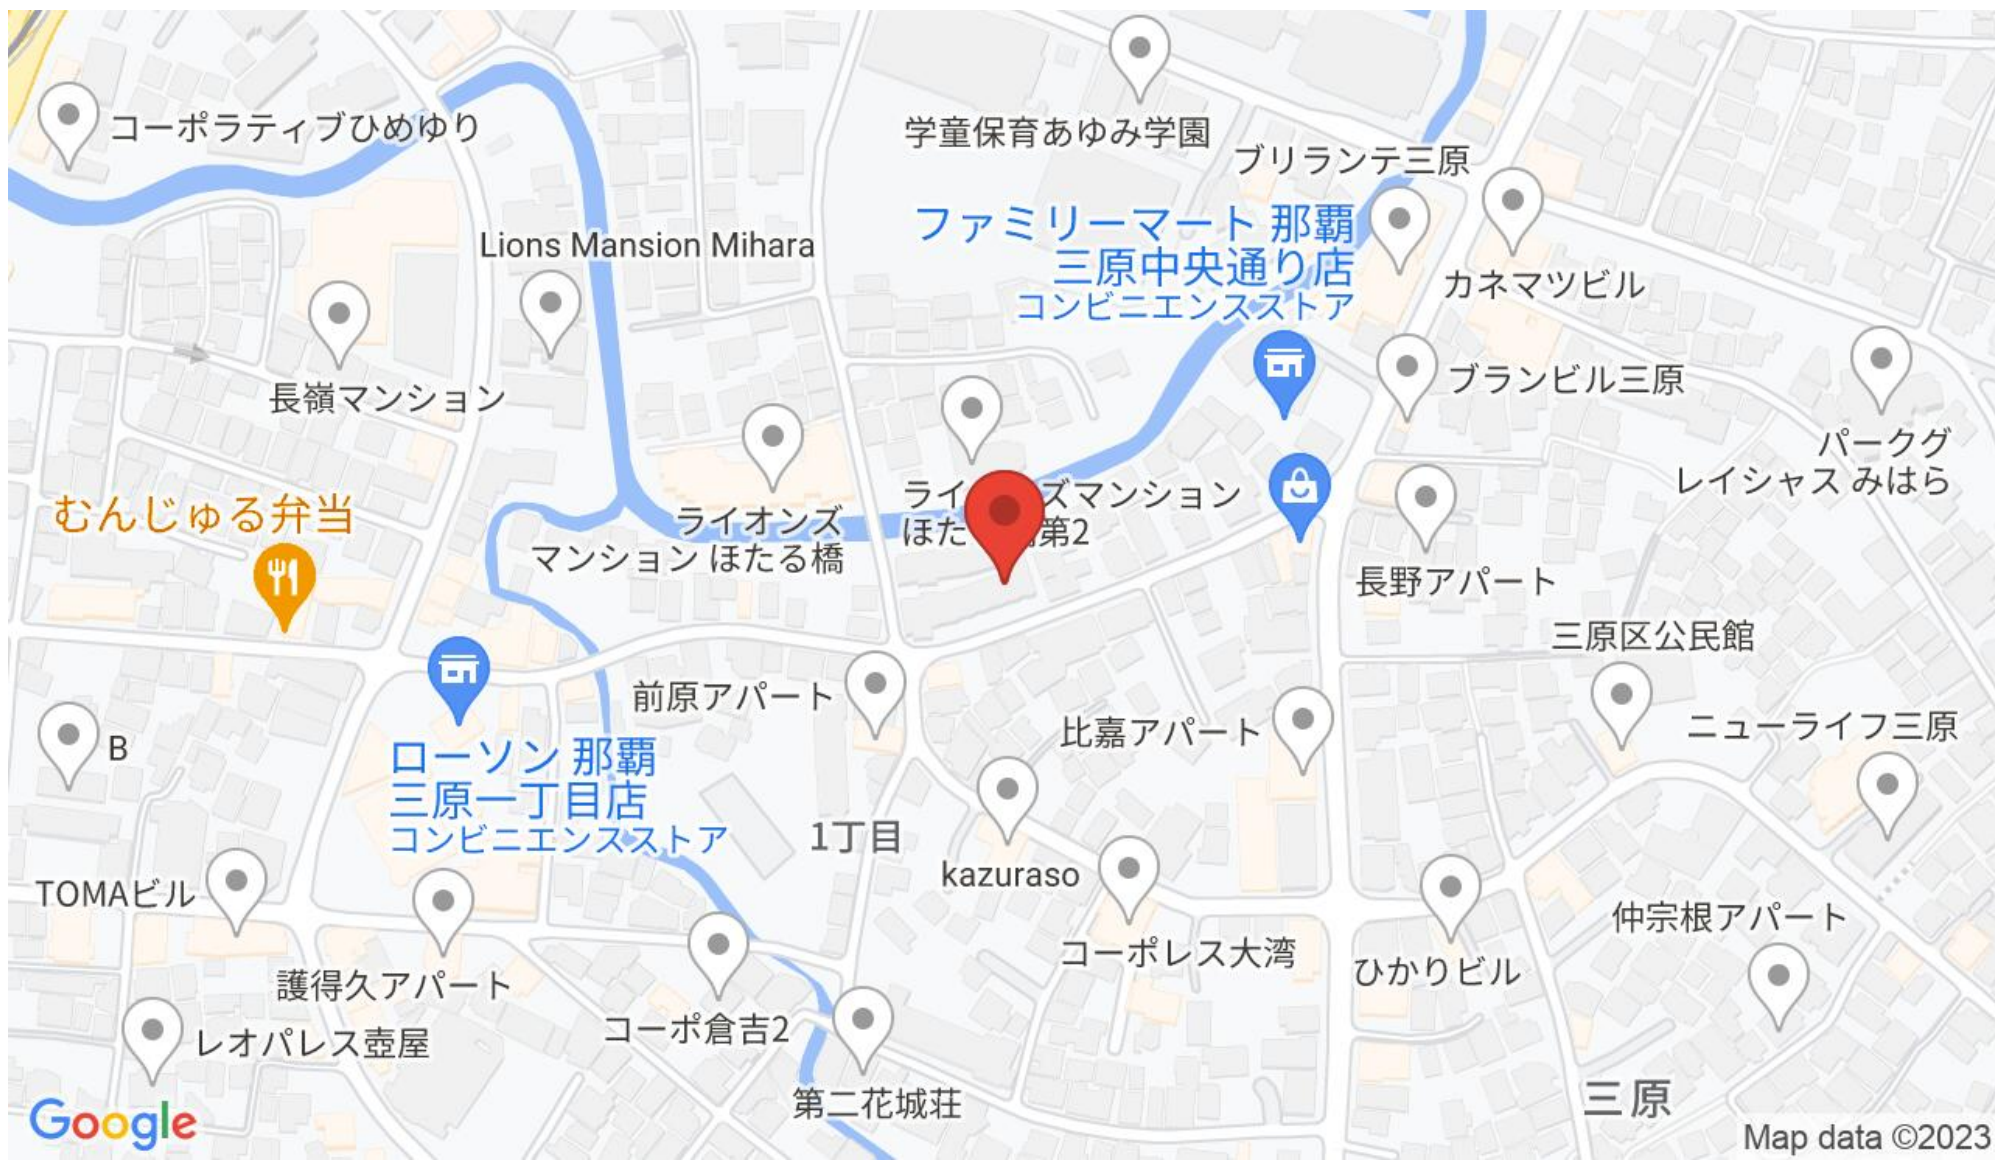 コーポラティブひめゆり
学童保育あゆみ学園
ブリランテ三原
ファミリーマート 那覇
三原中央通り店
コンビニエンスストア
Lions Mansion Mihara
カネマツビル
長嶺マンション
ブランビル三原
パークグ
レイシャス みはら
むんじゅる弁当
ライオンズ
マンション ほたる橋
ライ ズマンション
ほた 第2
長野アパート
三原区公民館
前原アパート
比嘉アパート
ニューライフ三原
B
ローソン 那覇
三原一丁目店
コンビニエンスストア
1丁目
kazuraso
TOMAビル
仲宗根アパート
コーポレス大湾
ひかりビル
護得久アパート
コーポ倉吉2
レオパレス壺屋
第二花城荘
三原
Google
Map data ©2023